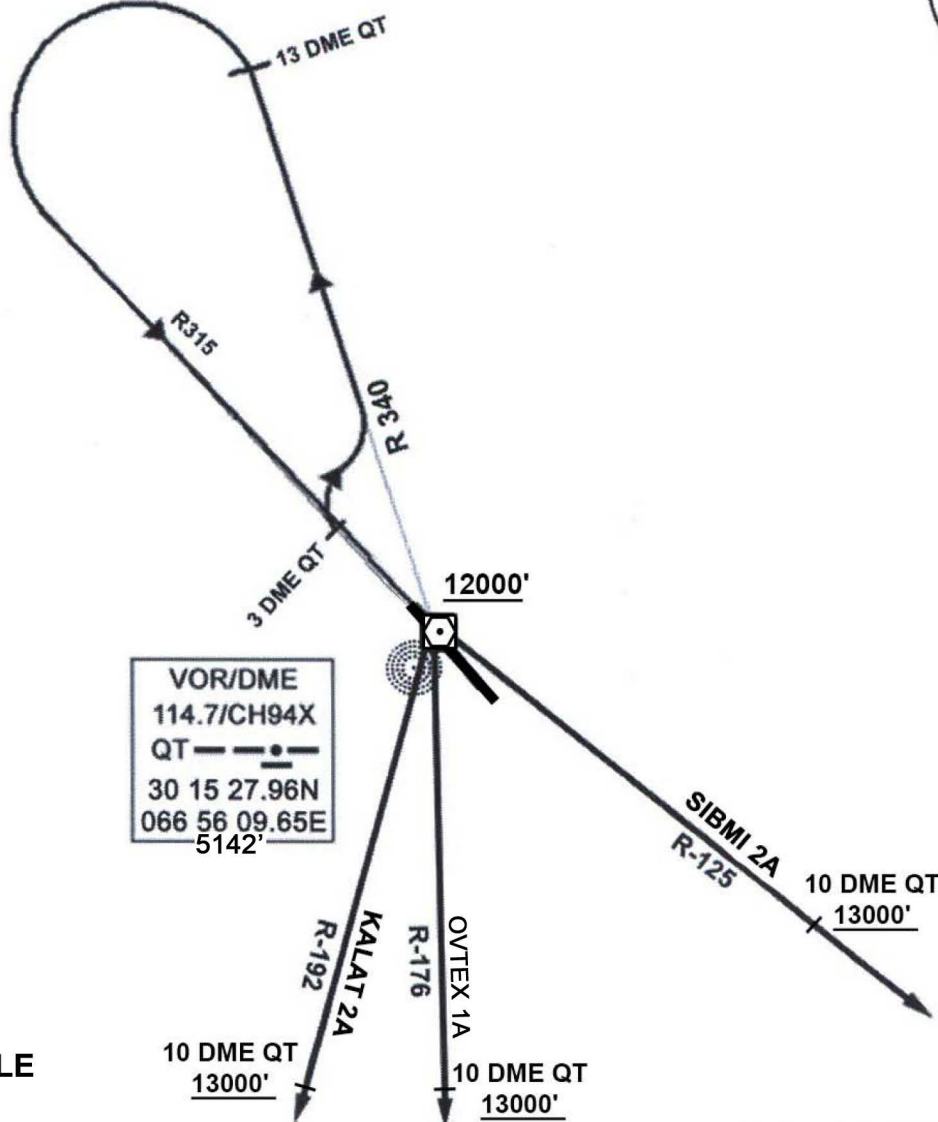 13 DME QT
R315
R 340
3 DME QT
12000'
VOR/DME
114.7/CH94X
QT
30 15 27.96N
066 56 09.65E
5142'
SIBMI 2A
R-125
10 DME QT
13000'
R-192
KALAT 2A
R-176
OVTEX 1A
10 DME QT
13000'
10 DME QT
13000'
LE